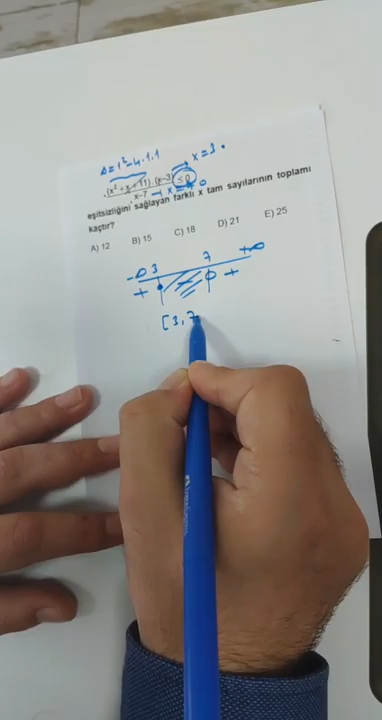 Δ=1²-4.1.1
x=3
(x²+x+11).(x-3) ≤0
x-7 → x=
eşitsizliğini sağlayan farklı x tam sayılarının toplamı
kaçtır?
A) 12 B) 15 C) 18 D) 21 E) 25
-∞ 3 7 +∞
+ - +
[3,7